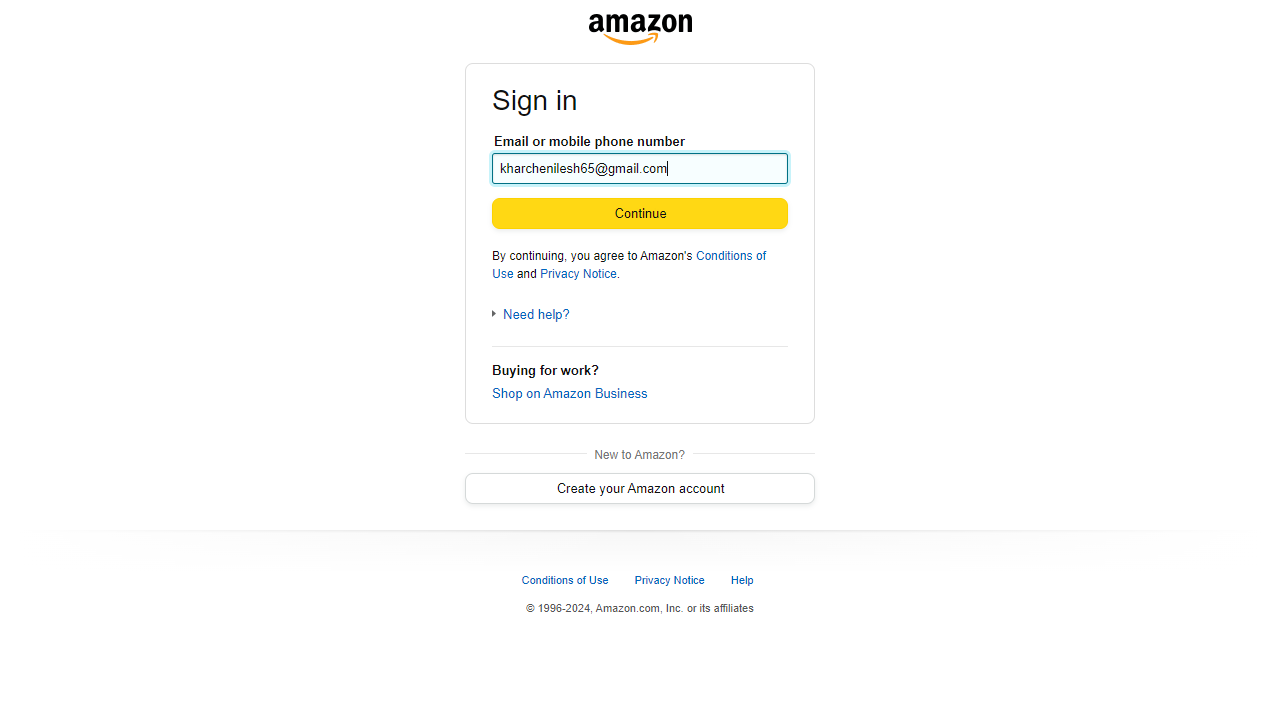 amazon
Sign in
Email or mobile phone number
kharchenilesh65@gmail.com
Continue
By continuing, you agree to Amazon's Conditions of
Use and Privacy Notice.
Need help?
Buying for work?
Shop on Amazon Business
New to Amazon?
Create your Amazon account
Conditions of Use Privacy Notice Help
© 1996-2024, Amazon.com, Inc. or its affiliates